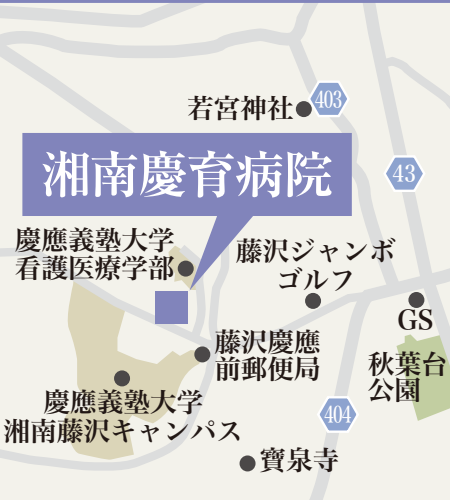 若宮神社
403
湘南慶育病院
43
慶應義塾大学
看護医療学部
藤沢ジャンボ
ゴルフ
GS
藤沢慶應
前郵便局
秋葉台
公園
慶應義塾大学
湘南藤沢キャンパス
404
寶泉寺